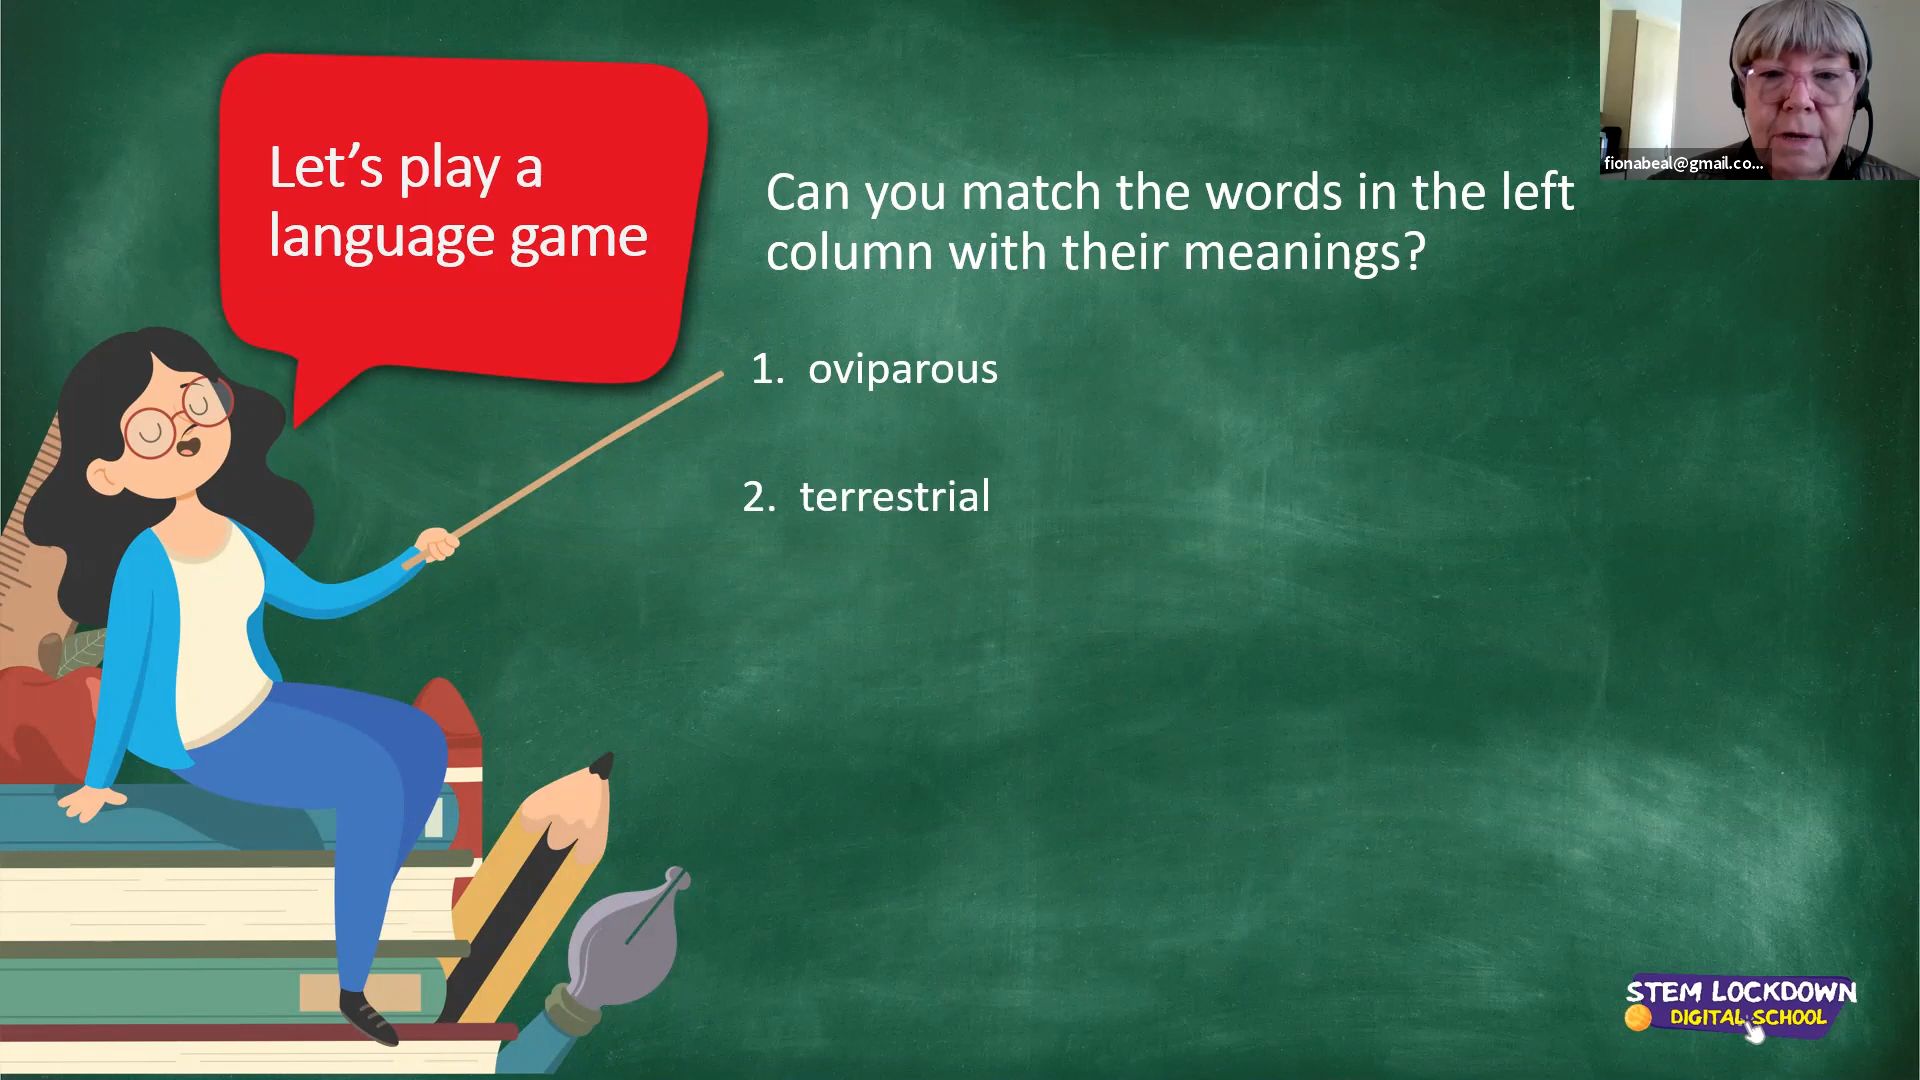 Let's play a
language game
fionabeal@gmail.co...
Can you match the words in the left
column with their meanings?
1. oviparous
2. terrestrial
STEM LOCKDOWN
DIGITAL SCHOOL